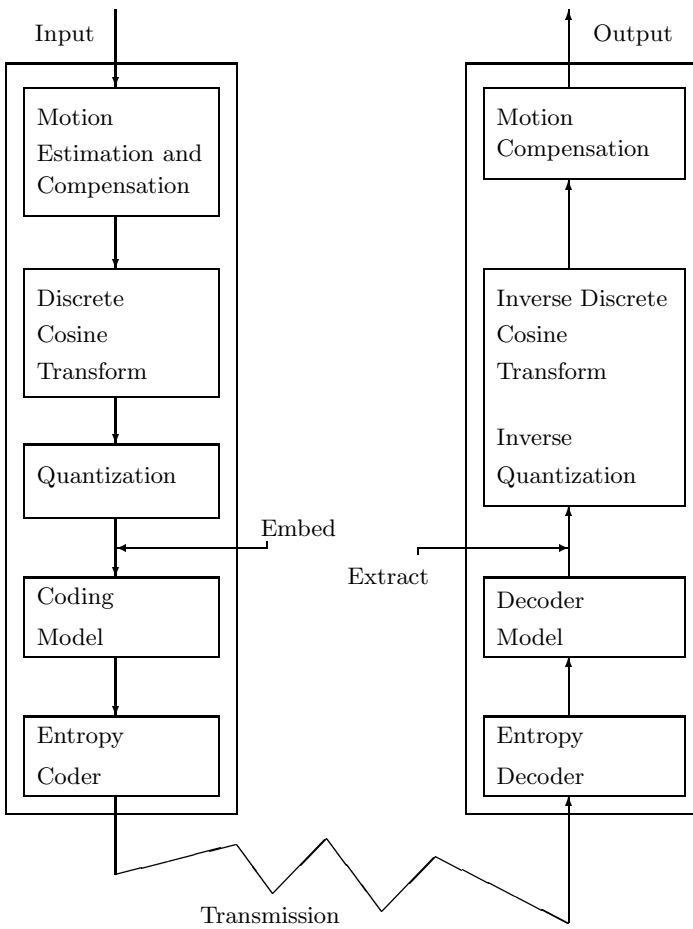 Input
Motion
Estimation and
Compensation
Discrete
Cosine
Transform
Quantization
Embed
Coding
Model
Entropy
Coder
Transmission
Output
Motion
Compensation
Inverse Discrete
Cosine
Transform
Inverse
Quantization
Extract
Decoder
Model
Entropy
Decoder